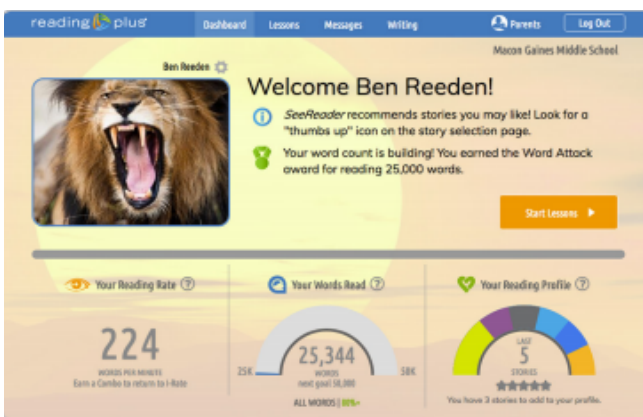 reading plus
Dashboard Lessons Messages Writing Parents Log Out
Macon Gaines Middle School
Ben Reeden
Welcome Ben Reeden!
SeeReader recommends stories you may like! Look for a
"thumbs up" icon on the story selection page.
Your word count is building! You earned the Word Attack
award for reading 25,000 words.
Start Lessons
Your Reading Rate ?
Your Words Read ?
Your Reading Profile ?
224
WORDS PER MINUTE
Earn a Combo to return to i-Rate
25K
25,344
WORDS
next goal 50,000
50K
ALL WORDS | 80%+
LAST
5
STORIES
You have 3 stories to add to your profile.